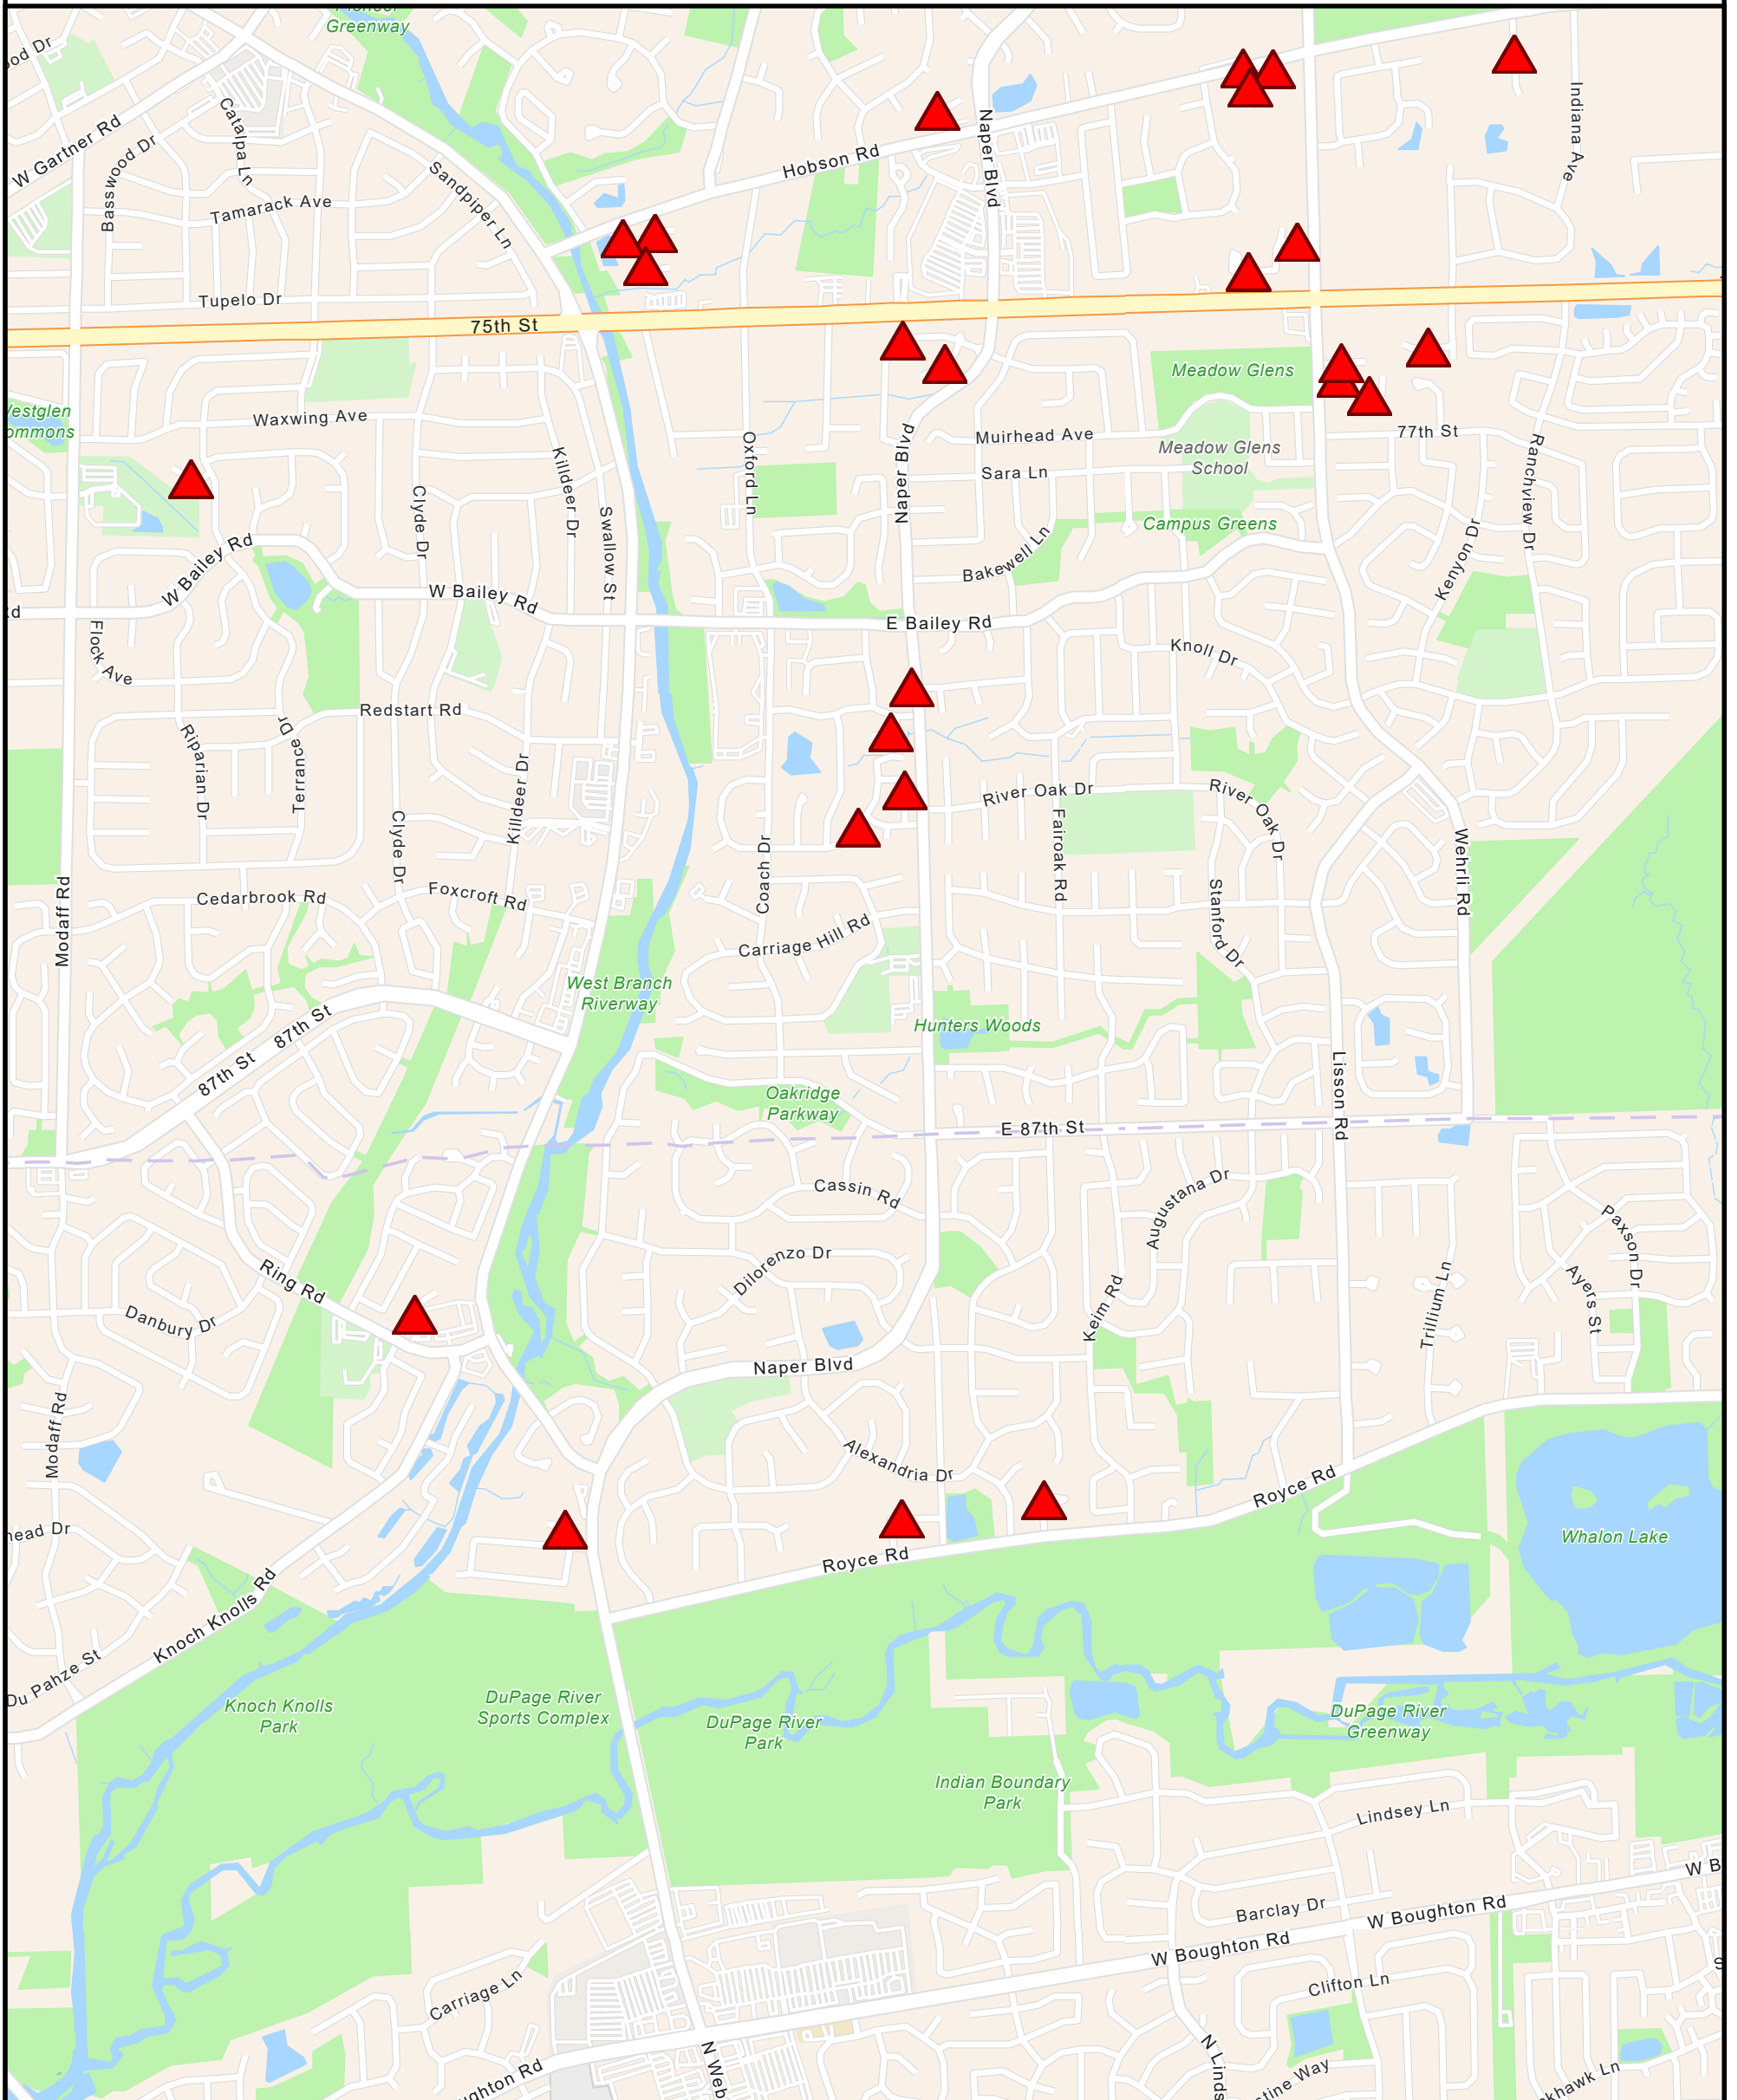 Greenway
W Gartner Rd
Basswood Dr
Catalpa Ln
Tamarack Ave
Sandpiper Ln
Hobson Rd
Naper Blvd
Indiana Ave
Tupelo Dr
75th St
Waxwing Ave
Meadow Glens
Muirhead Ave
Meadow Glens
School
77th St
Sara Ln
Oxford Ln
Naper Blvd
Ranchview Dr
Killdeer Dr
Clyde Dr
Swallow St
Campus Greens
Bakewell Ln
Kenyon Dr
W Bailey Rd
W Bailey Rd
E Bailey Rd
Flock Ave
Knoll Dr
Redstart Rd
Riparian Dr
Terrance Dr
Killdeer Dr
River Oak Dr
River Oak Dr
Clyde Dr
Coach Dr
Fairoak Rd
Wehrli Rd
Modaff Rd
Cedarbrook Rd
Foxcroft Rd
Carriage Hill Rd
Stanford Dr
West Branch
Riverway
87th St
87th St
Hunters Woods
Oakridge
Parkway
Lisson Rd
E 87th St
Cassin Rd
Augustana Dr
Paxson Dr
Dilorenzo Dr
Ring Rd
Danbury Dr
Keim Rd
Trillium Ln
Ayers St
Naper Blvd
Modaff Rd
Alexandria Dr
Royce Rd
Royce Rd
Whalon Lake
Knoch Knolls Rd
Du Pahze St
Knoch Knolls
Park
DuPage River
Sports Complex
DuPage River
Park
DuPage River
Greenway
Indian Boundary
Park
Lindsey Ln
Barclay Dr
W Boughton Rd
W Boughton Rd
Clifton Ln
Carriage Ln